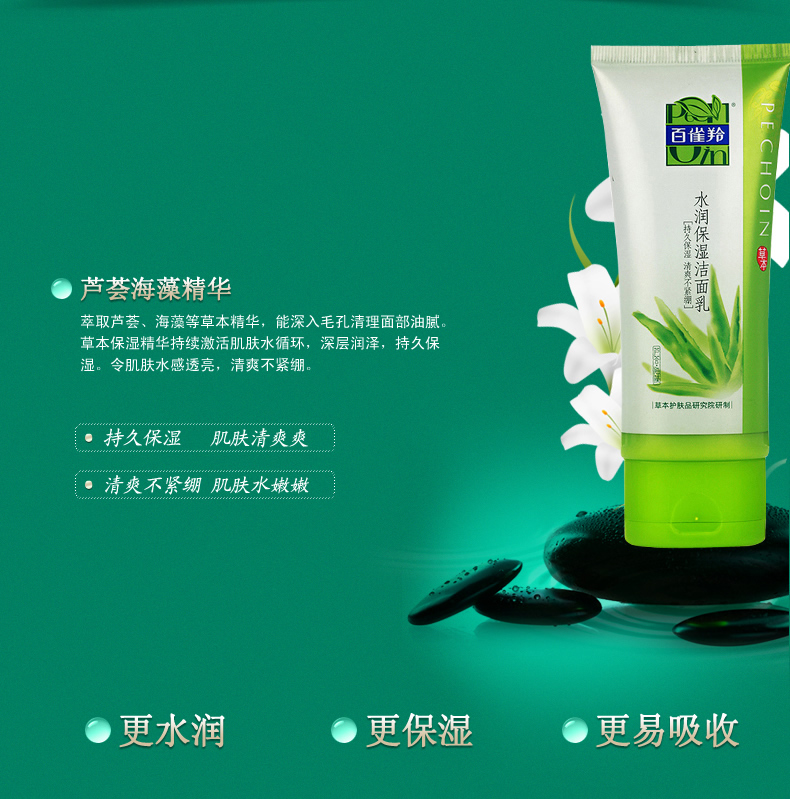 芦荟海藻精华
萃取芦荟、海藻等草本精华，能深入毛孔清理面部油腻。
草本保湿精华持续激活肌肤水循环，深层润泽，持久保
湿。令肌肤水感透亮，清爽不紧绷。
持久保湿 肌肤清爽爽
清爽不紧绷 肌肤水嫩嫩
百雀羚
PECHOIN
草本
水润保湿洁面乳
[持久保湿 清爽不紧绷]
草本护肤品研究院研制
更水润
更保湿
更易吸收